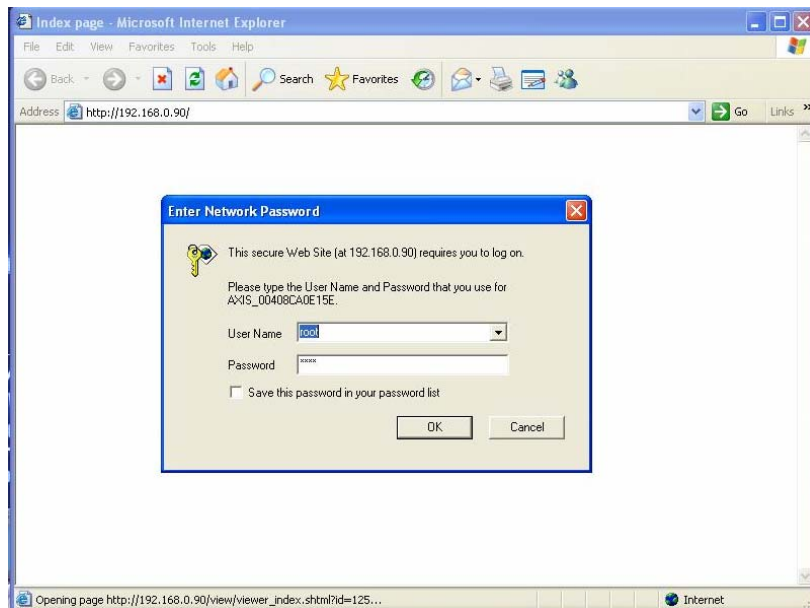 Index page - Microsoft Internet Explorer
File Edit View Favorites Tools Help
Back Search Favorites
Address http://192.168.0.90/ Go Links »
Enter Network Password
This secure Web Site (at 192.168.0.90) requires you to log on.
Please type the User Name and Password that you use for
AXIS_00408CA0E15E.
User Name root
Password ****
Save this password in your password list
OK Cancel
Opening page http://192.168.0.90/view/viewer_index.shtml?id=125... Internet